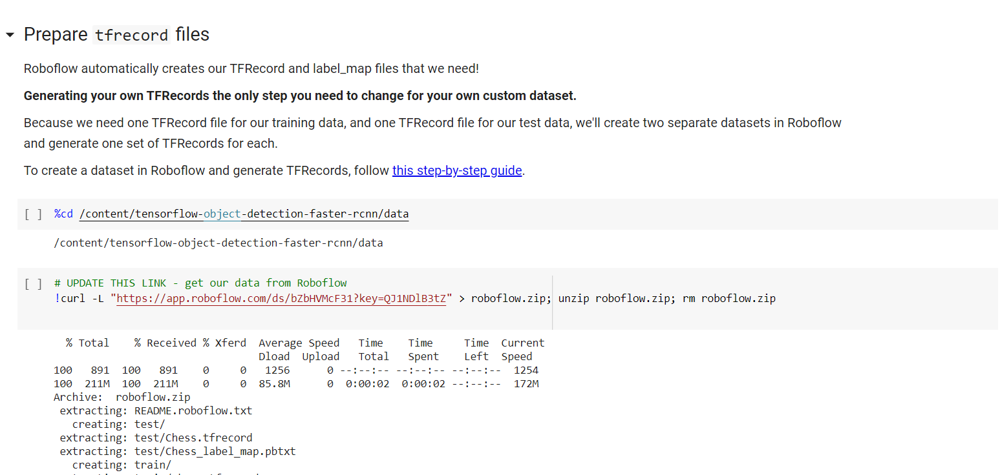 Prepare tfrecord files
Roboflow automatically creates our TFRecord and label_map files that we need!
Generating your own TFRecords the only step you need to change for your own custom dataset.
Because we need one TFRecord file for our training data, and one TFRecord file for our test data, we'll create two separate datasets in Roboflow
and generate one set of TFRecords for each.
To create a dataset in Roboflow and generate TFRecords, follow this step-by-step guide.
[ ] %cd /content/tensorflow-object-detection-faster-rcnn/data
/content/tensorflow-object-detection-faster-rcnn/data
[ ] # UPDATE THIS LINK - get our data from Roboflow
!curl -L "https://app.roboflow.com/ds/bZbHVMcF31?key=QJ1NDlB3tZ" > roboflow.zip; unzip roboflow.zip; rm roboflow.zip
% Total % Received % Xferd Average Speed Time Time Time Current
Dload Upload Total Spent Left Speed
100 891 100 891 0 0 1256 0 --:--:-- --:--:-- --:--:-- 1254
100 211M 100 211M 0 0 85.8M 0 0:00:02 0:00:02 --:--:-- 172M
Archive: roboflow.zip
extracting: README.roboflow.txt
creating: test/
extracting: test/Chess.tfrecord
extracting: test/Chess_label_map.pbtxt
creating: train/